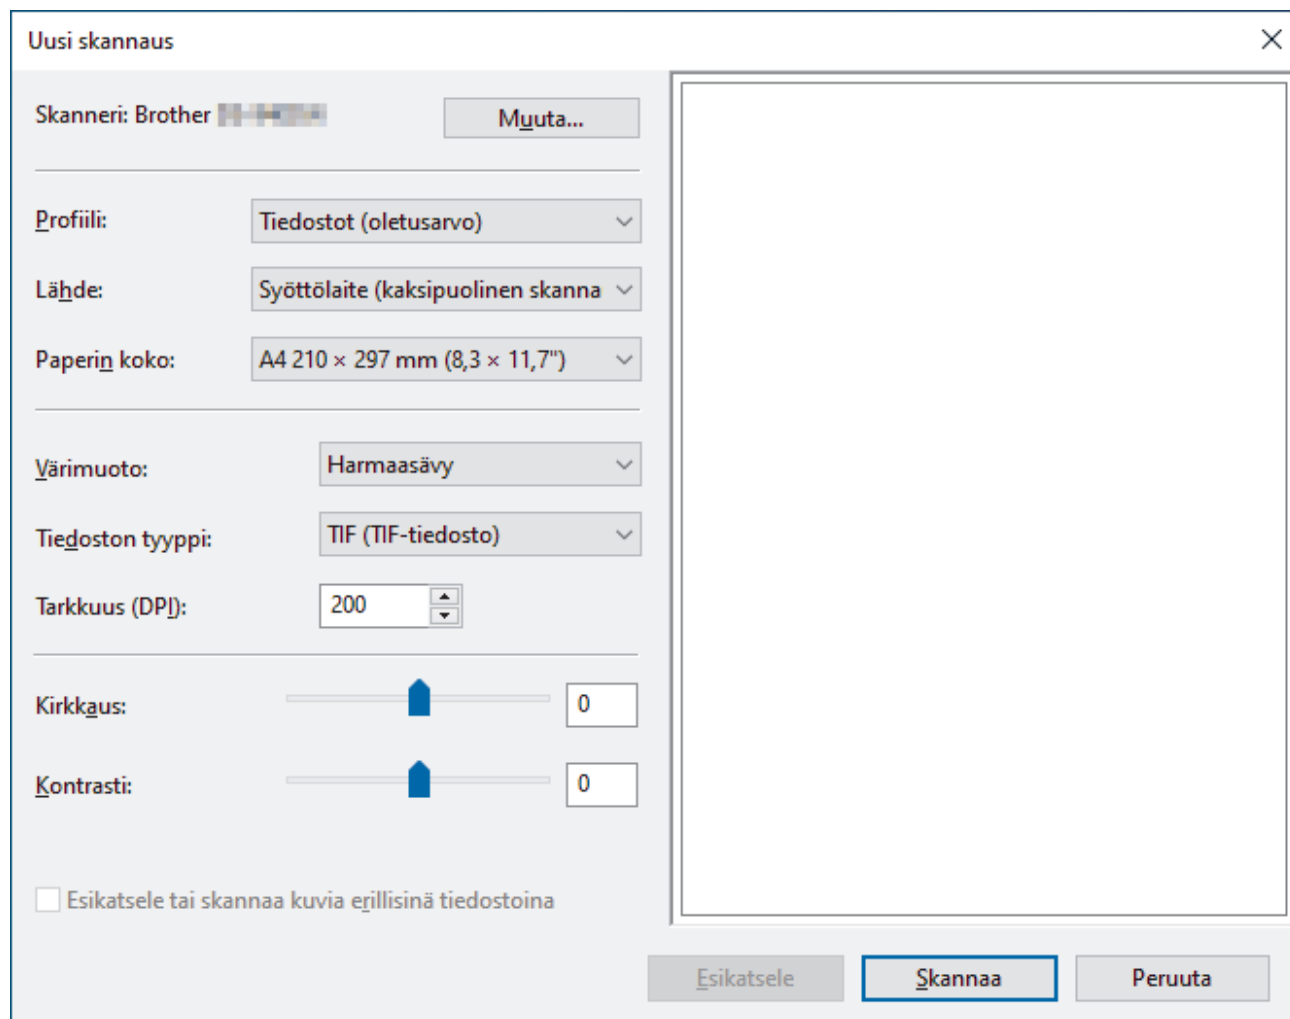 Uusi skannaus
Skanneri: Brother
Muuta...
Profiili: Tiedostot (oletusarvo)
Lähde: Syöttölaite (kaksipuolinen skanna
Paperin koko: A4 210 × 297 mm (8,3 × 11,7")
Värimuoto: Harmaasävy
Tiedoston tyyppi: TIF (TIF-tiedosto)
Tarkkuus (DPI): 200
Kirkkaus: 0
Kontrasti: 0
Esikatsele tai skannaa kuvia erillisinä tiedostoina
Esikatsele Skannaa Peruuta